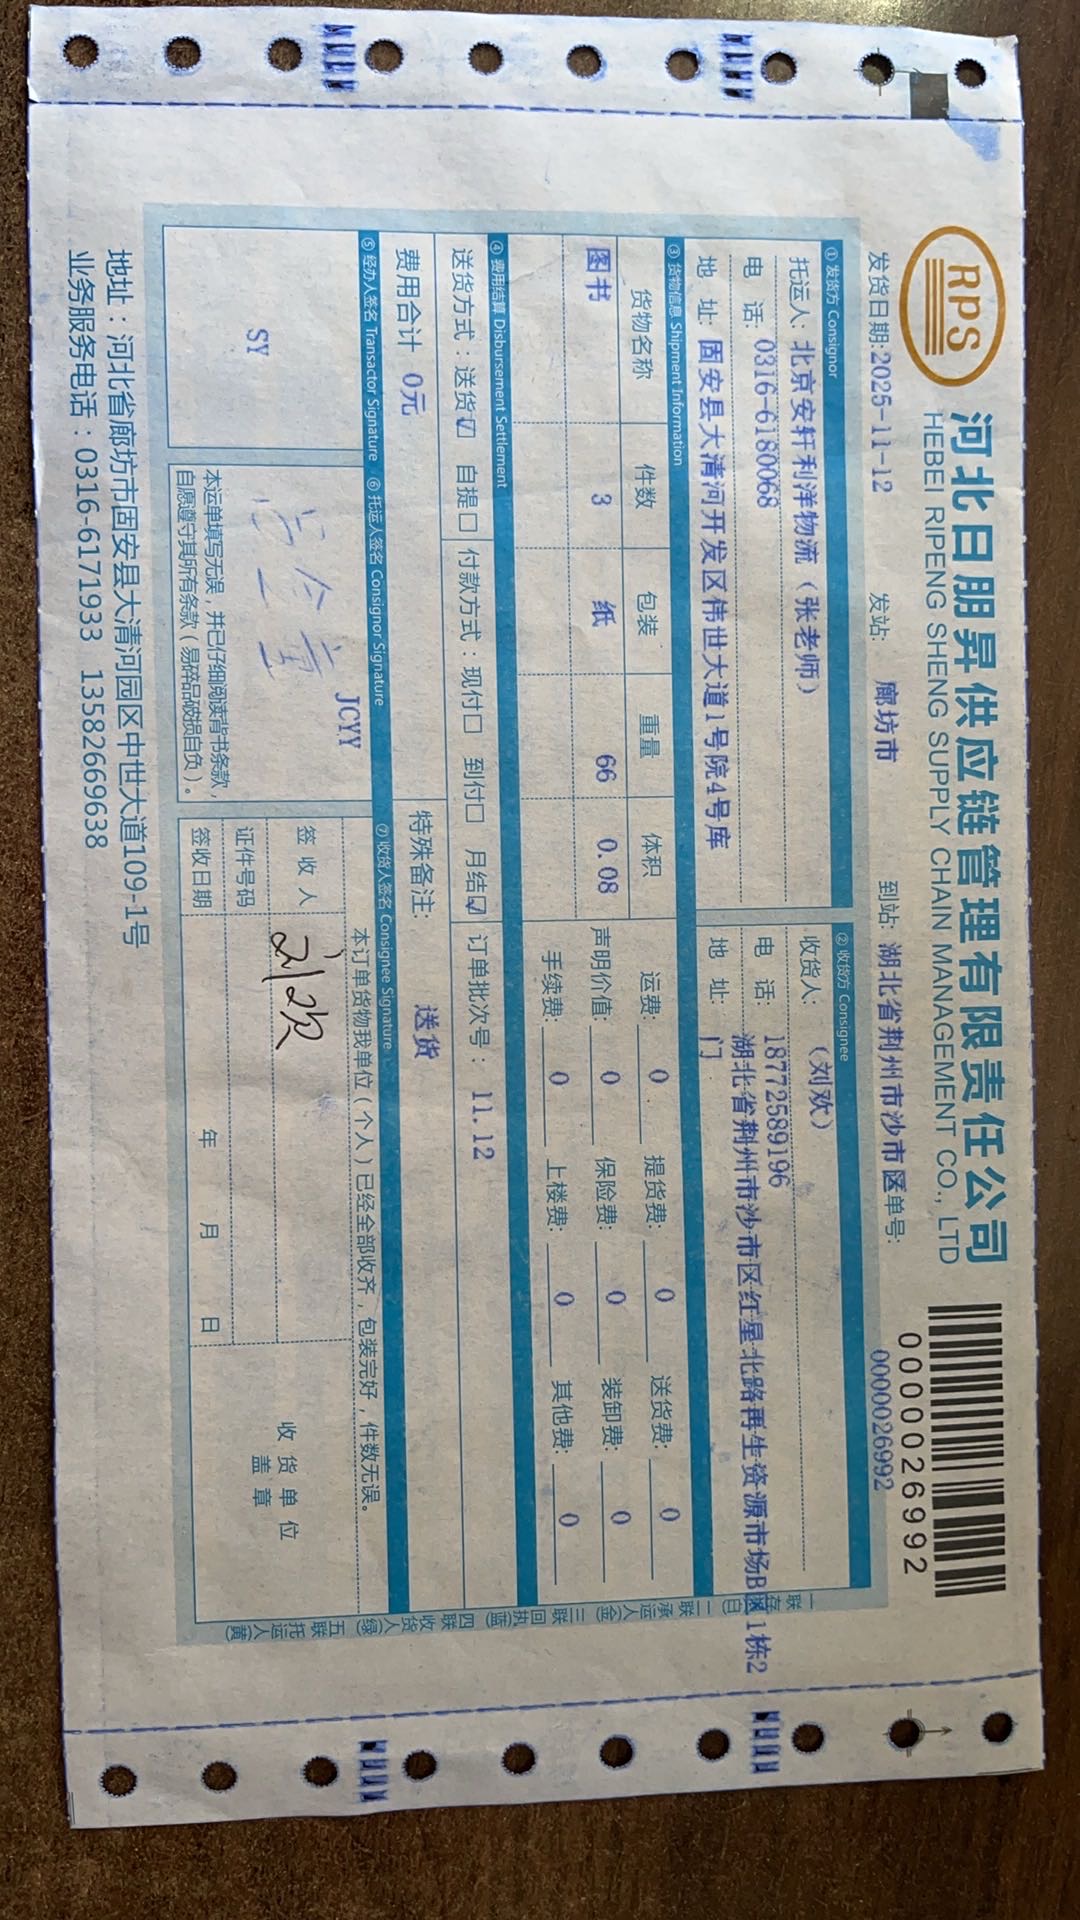 RPS
河北日朋昇供应链管理有限责任公司
HEBEI RIPENG SHENG SUPPLY CHAIN MANAGEMENT CO., LTD
0000026992
发货日期:2025-11-12 发站: 廊坊市 到站: 湖北省荆州市沙市区 单号: 0000026992
① 发货方 Consignor
托运人: 北京安轩利洋物流（张老师）
电 话: 0316-6180068
地 址: 固安县大清河开发区伟世大道1号院4号库
② 收货方 Consignee
收货人: （刘欢）
电 话: 18772589196
地 址: 湖北省荆州市沙市区红星北路再生资源市场B区1栋2
门
③ 货物信息 Shipment Information
货物名称 件数 包装 重量 体积
图书 3 纸 66 0.08
运费: 0 提货费: 0 送货费: 0
声明价值: 0 保险费: 0 装卸费: 0
手续费: 0 上楼费: 0 其他费: 0
④ 费用结算 Disbursement Settlement
送货方式：送货☑ 自提□ 付款方式：现付□ 到付□ 月结☑ 订单批次号： 11.12
费用合计 0元 特殊备注: 送货
⑤ 经办人签名 Transactor Signature
SY
⑥ 托运人签名 Consignor Signature
JCYY
本运单填写无误，并已仔细阅读背书条款，
自愿遵守其所有条款（易碎品破损自负）。
⑦ 收货人签名 Consignee Signature
本订单货物我单位（个人）已经全部收齐，包装完好，件数无误。
签 收 人 刘欢
证件号码
签收日期 年 月 日
收 货 单 位
盖 章
一联存根(白) 二联承运人(金) 三联回执(蓝) 四联收货人(绿) 五联托运人(黄)
地址：河北省廊坊市固安县大清河园区中世大道109-1号
业务服务电话：0316-6171933 13582669638